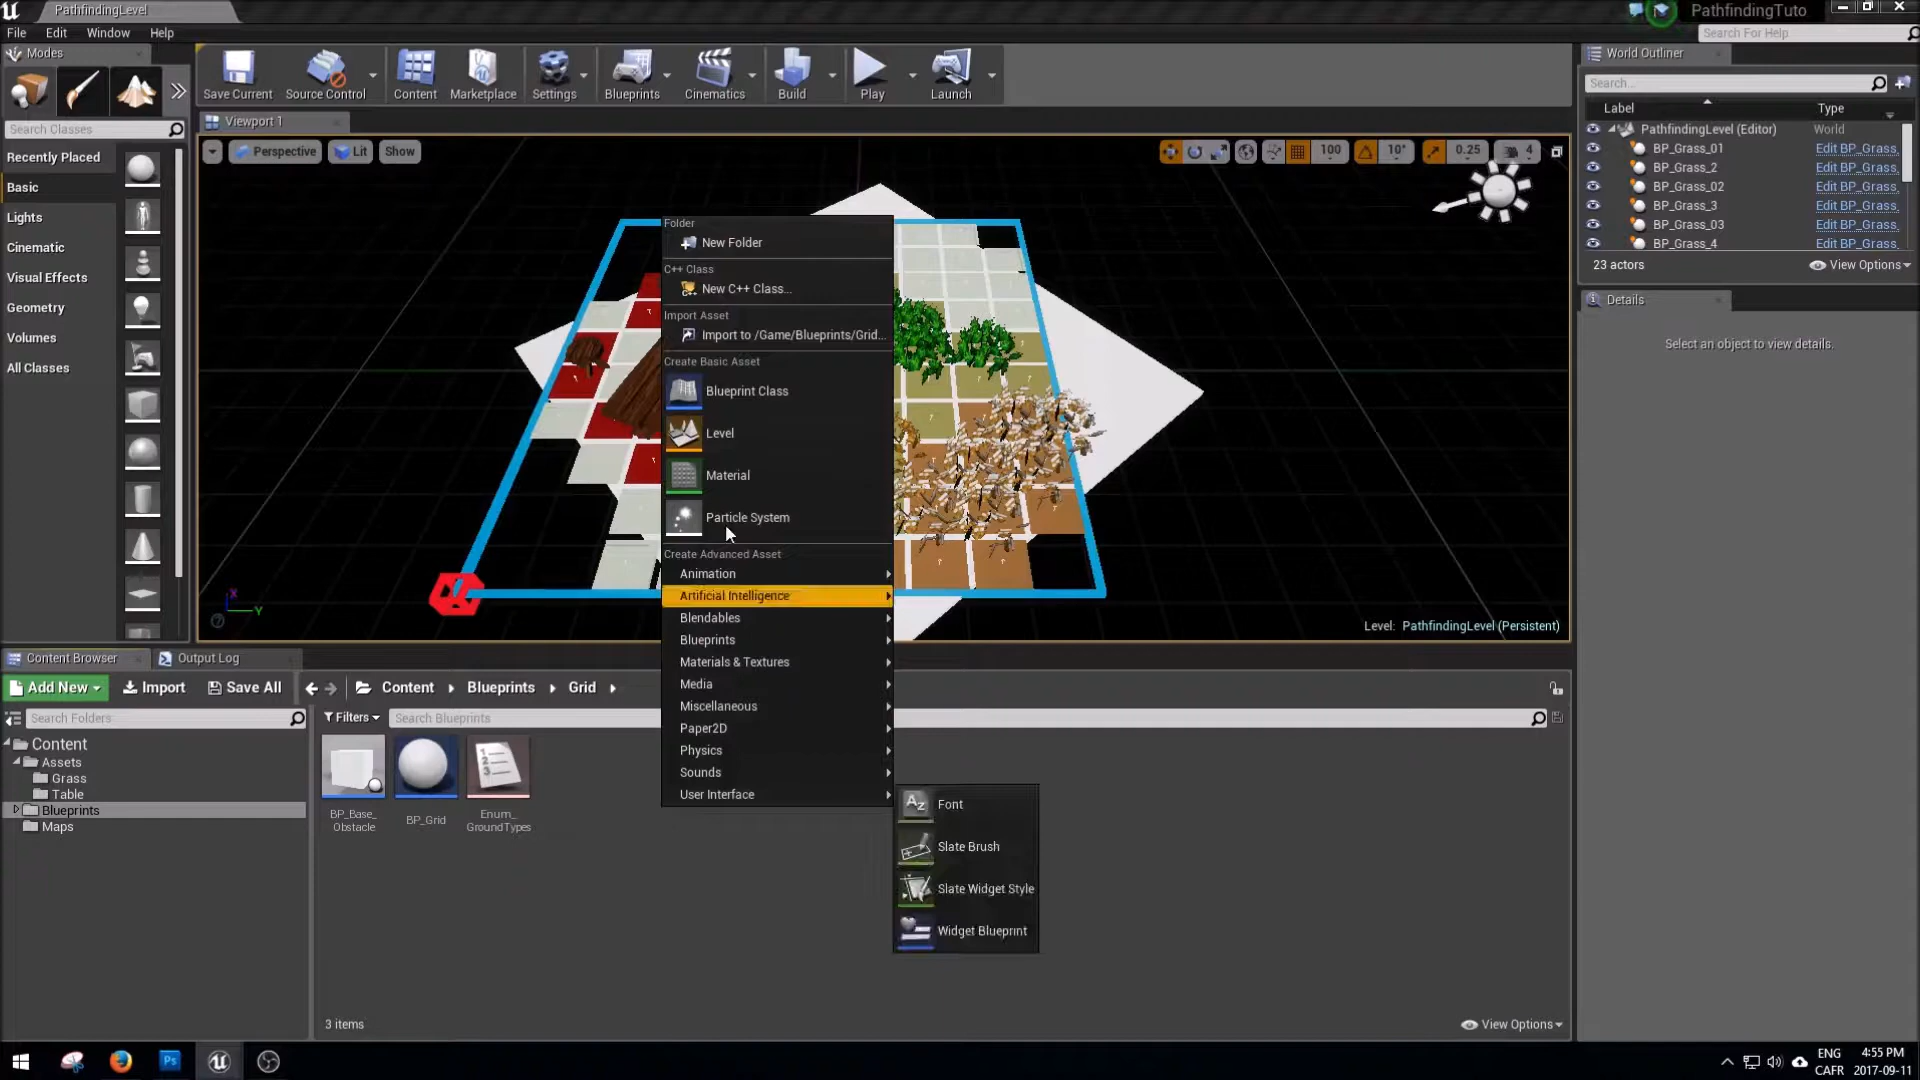 PathfindingLevel
PathfindingTuto
File Edit Window Help
Search For Help
Modes
Save Current
Source Control
Content
Marketplace
Settings
Blueprints
Cinematics
Build
Play
Launch
World Outliner
Search...
Label
Type
PathfindingLevel (Editor) World
BP_Grass_01 Edit BP_Grass_
BP_Grass_2 Edit BP_Grass_
BP_Grass_02 Edit BP_Grass_
BP_Grass_3 Edit BP_Grass_
BP_Grass_03 Edit BP_Grass_
BP_Grass_4 Edit BP_Grass_
23 actors
View Options
Details
Select an object to view details.
Search Classes
Recently Placed
Basic
Lights
Cinematic
Visual Effects
Geometry
Volumes
All Classes
Viewport 1
Perspective
Lit
Show
100
10°
0.25
4
X
Y
Level: PathfindingLevel (Persistent)
Folder
New Folder
C++ Class
New C++ Class...
Import Asset
Import to /Game/Blueprints/Grid...
Create Basic Asset
Blueprint Class
Level
Material
Particle System
Create Advanced Asset
Animation
Artificial Intelligence
Blendables
Blueprints
Materials & Textures
Media
Miscellaneous
Paper2D
Physics
Sounds
User Interface
Font
Slate Brush
Slate Widget Style
Widget Blueprint
Content Browser
Output Log
Add New
Import
Save All
Content
Blueprints
Grid
Search Folders
Filters
Search Blueprints
Content
Assets
Grass
Table
Blueprints
Maps
BP_Base_
Obstacle
BP_Grid
Enum_
GroundTypes
3 items
View Options
Ps
ENG
CAFR
4:55 PM
2017-09-11